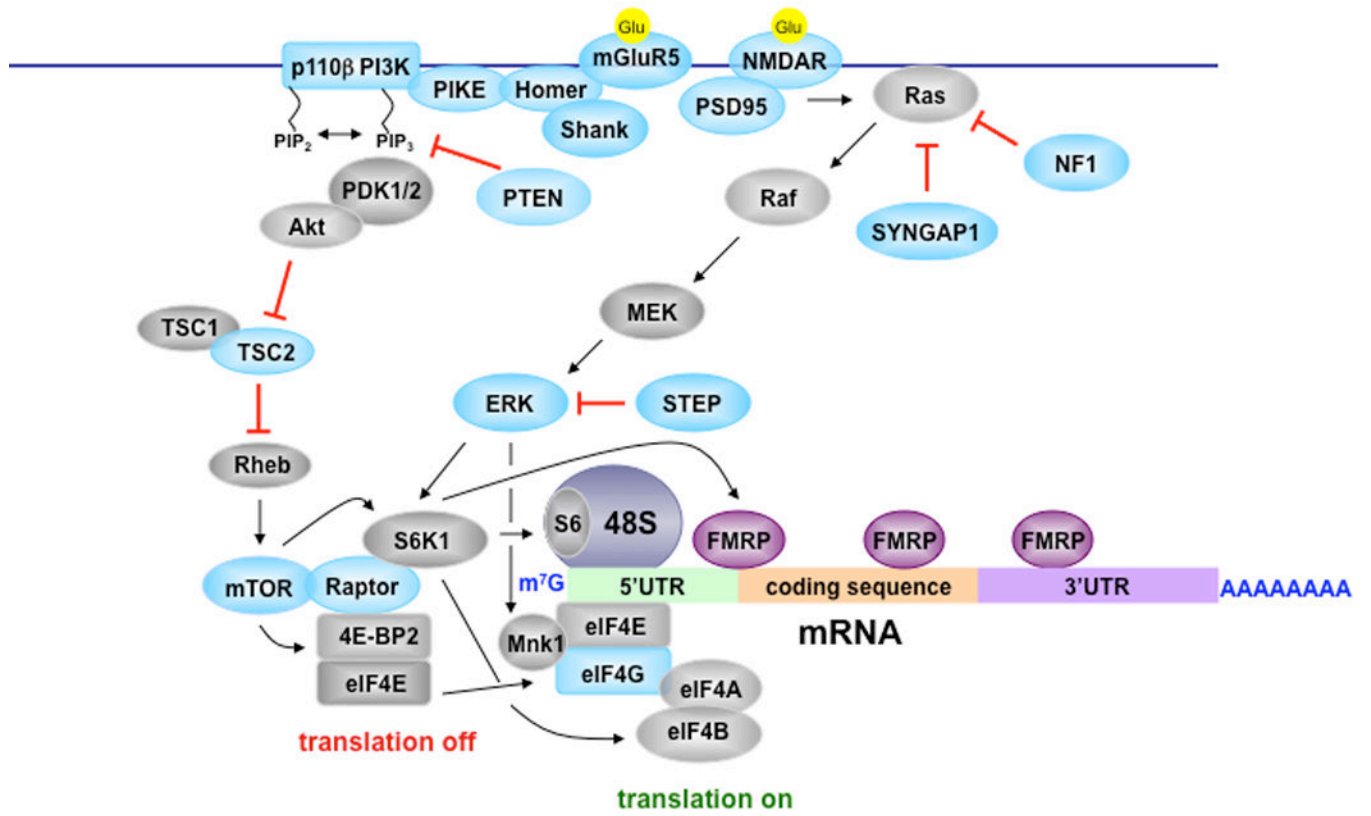 Glu
Glu
p110β PI3K
PIKE
Homer
mGluR5
NMDAR
PSD95
Ras
Shank
PIP2
PIP3
NF1
PDK1/2
PTEN
Raf
Akt
SYNGAP1
MEK
TSC1
TSC2
ERK
STEP
Rheb
S6K1
S6
48S
FMRP
FMRP
FMRP
mTOR
Raptor
m7G
5'UTR
coding sequence
3'UTR
AAAAAAAA
mRNA
4E-BP2
eIF4E
Mnk1
eIF4E
eIF4G
eIF4A
eIF4B
translation off
translation on